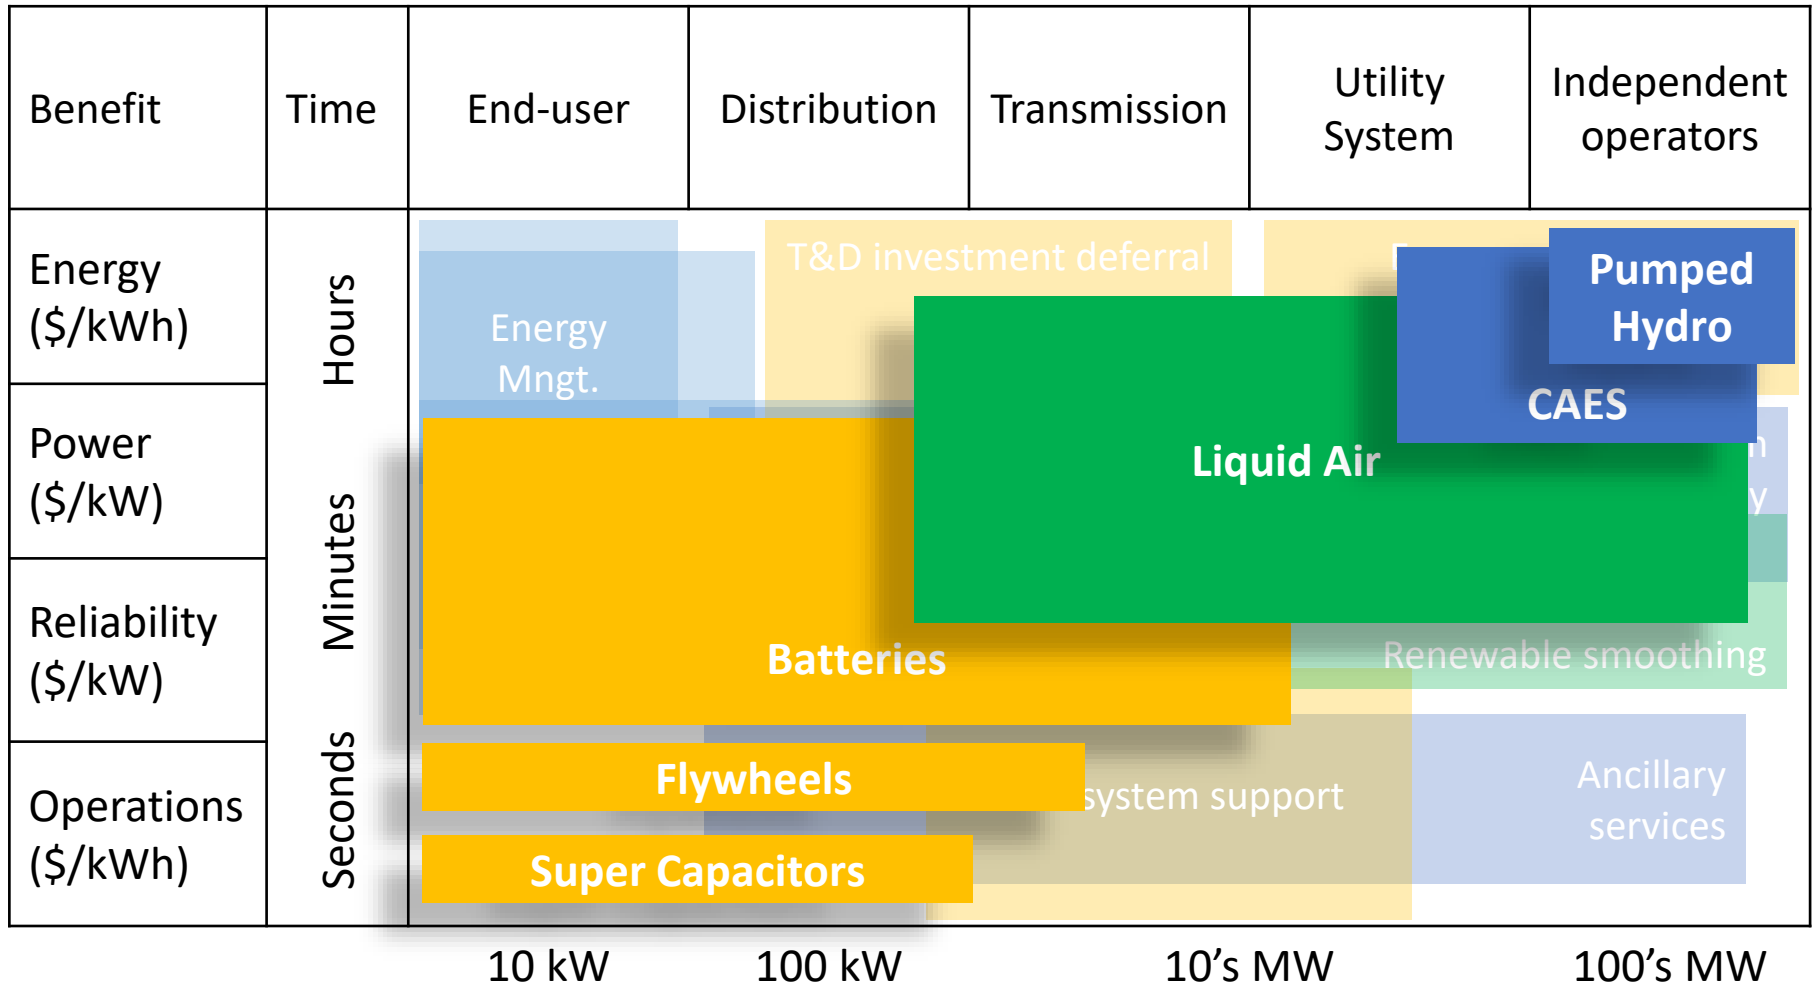 Benefit
Time
End-user
Distribution
Transmission
Utility
System
Independent
operators
Energy
($/kWh)
Power
($/kW)
Reliability
($/kW)
Operations
($/kWh)
Hours
Minutes
Seconds
T&D investment deferral
Energy
Mngt.
Pumped
Hydro
CAES
Liquid Air
Batteries
Renewable smoothing
Flywheels
system support
Ancillary
services
Super Capacitors
10 kW
100 kW
10's MW
100's MW